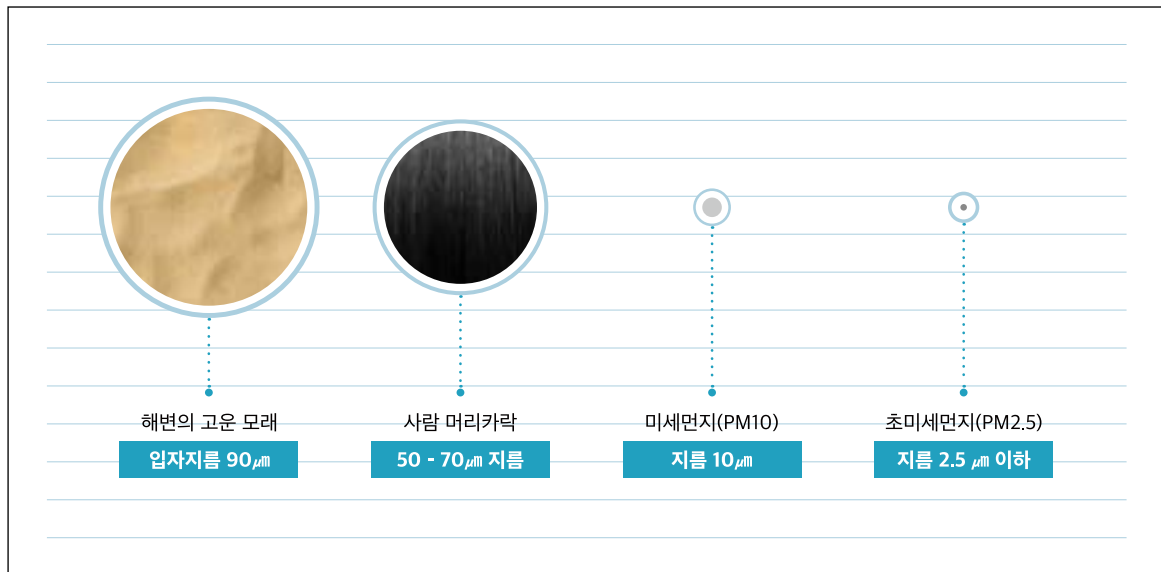 해변의 고운 모래
입자지름 90㎛
사람 머리카락
50 - 70㎛ 지름
미세먼지(PM10)
지름 10㎛
초미세먼지(PM2.5)
지름 2.5 ㎛ 이하